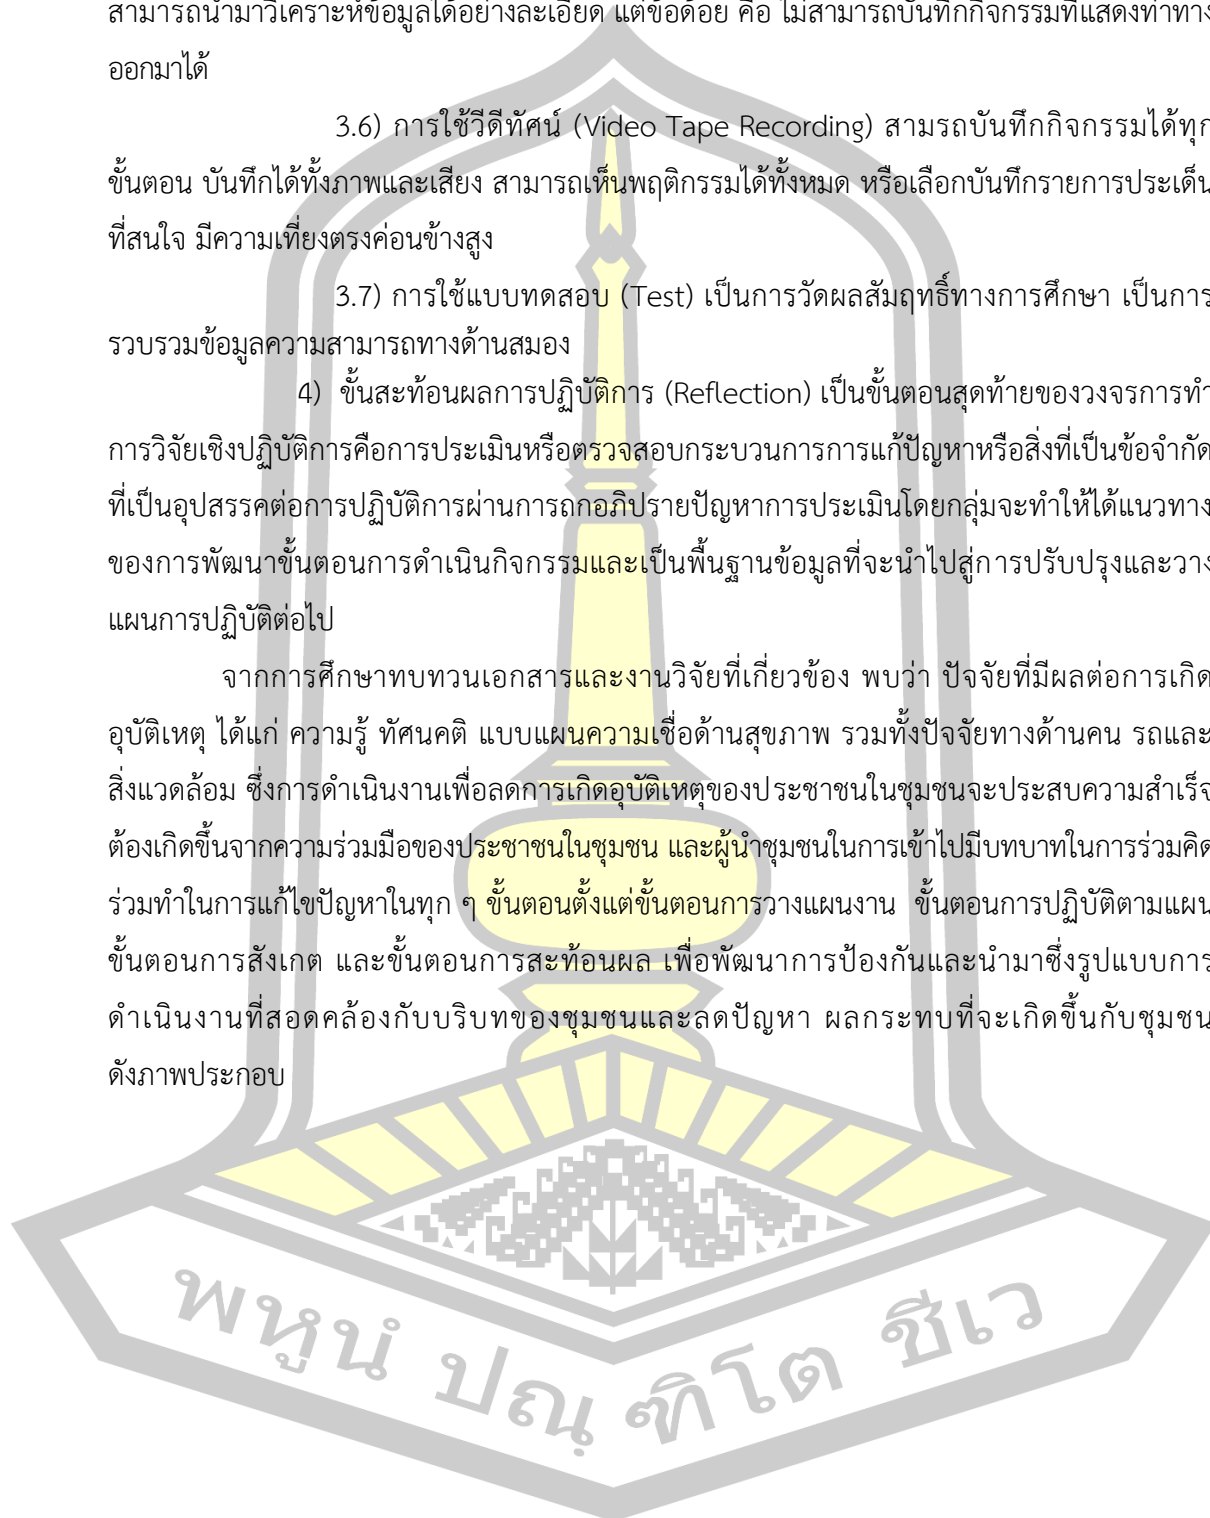 สามารถนำมาวิเคราะห์ข้อมูลได้อย่างละเอียด แต่ข้อด้อย คือ ไม่สามารถบันทึกกิจกรรมที่แสดงท่าทาง
ออกมาได้
3.6) การใช้วีดีทัศน์ (Video Tape Recording) สามรถบันทึกกิจกรรมได้ทุก
ขั้นตอน บันทึกได้ทั้งภาพและเสียง สามารถเห็นพฤติกรรมได้ทั้งหมด หรือเลือกบันทึกรายการประเด็น
ที่สนใจ มีความเที่ยงตรงค่อนข้างสูง
3.7) การใช้แบบทดสอบ (Test) เป็นการวัดผลสัมฤทธิ์ทางการศึกษา เป็นการ
รวบรวมข้อมูลความสามารถทางด้านสมอง
4) ขั้นสะท้อนผลการปฏิบัติการ (Reflection) เป็นขั้นตอนสุดท้ายของวงจรการทำ
การวิจัยเชิงปฏิบัติการคือการประเมินหรือตรวจสอบกระบวนการการแก้ปัญหาหรือสิ่งที่เป็นข้อจำกัด
ที่เป็นอุปสรรคต่อการปฏิบัติการผ่านการถกอภิปรายปัญหาการประเมินโดยกลุ่มจะทำให้ได้แนวทาง
ของการพัฒนาขั้นตอนการดำเนินกิจกรรมและเป็นพื้นฐานข้อมูลที่จะนำไปสู่การปรับปรุงและวาง
แผนการปฏิบัติต่อไป
จากการศึกษาทบทวนเอกสารและงานวิจัยที่เกี่ยวข้อง พบว่า ปัจจัยที่มีผลต่อการเกิด
อุบัติเหตุ ได้แก่ ความรู้ ทัศนคติ แบบแผนความเชื่อด้านสุขภาพ รวมทั้งปัจจัยทางด้านคน รถและ
สิ่งแวดล้อม ซึ่งการดำเนินงานเพื่อลดการเกิดอุบัติเหตุของประชาชนในชุมชนจะประสบความสำเร็จ
ต้องเกิดขึ้นจากความร่วมมือของประชาชนในชุมชน และผู้นำชุมชนในการเข้าไปมีบทบาทในการร่วมคิด
ร่วมทำในการแก้ไขปัญหาในทุก ๆ ขั้นตอนตั้งแต่ขั้นตอนการวางแผนงาน ขั้นตอนการปฏิบัติตามแผน
ขั้นตอนการสังเกต และขั้นตอนการสะท้อนผล เพื่อพัฒนาการป้องกันและนำมาซึ่งรูปแบบการ
ดำเนินงานที่สอดคล้องกับบริบทของชุมชนและลดปัญหา ผลกระทบที่จะเกิดขึ้นกับชุมชน
ดังภาพประกอบ
พหูนํ ปณฺฑิโต ชีเว